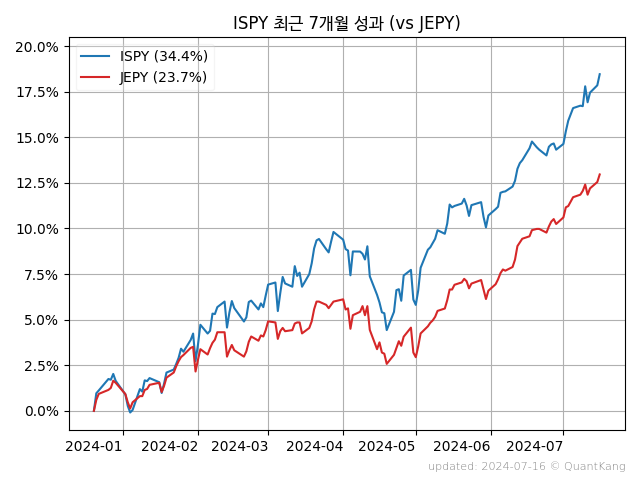 ISPY 최근 7개월 성과 (vs JEPY)
20.0%
17.5%
15.0%
12.5%
10.0%
7.5%
5.0%
2.5%
0.0%
ISPY (34.4%)
JEPY (23.7%)
2024-01 2024-02 2024-03 2024-04 2024-05 2024-06 2024-07
updated: 2024-07-16 © QuantKang